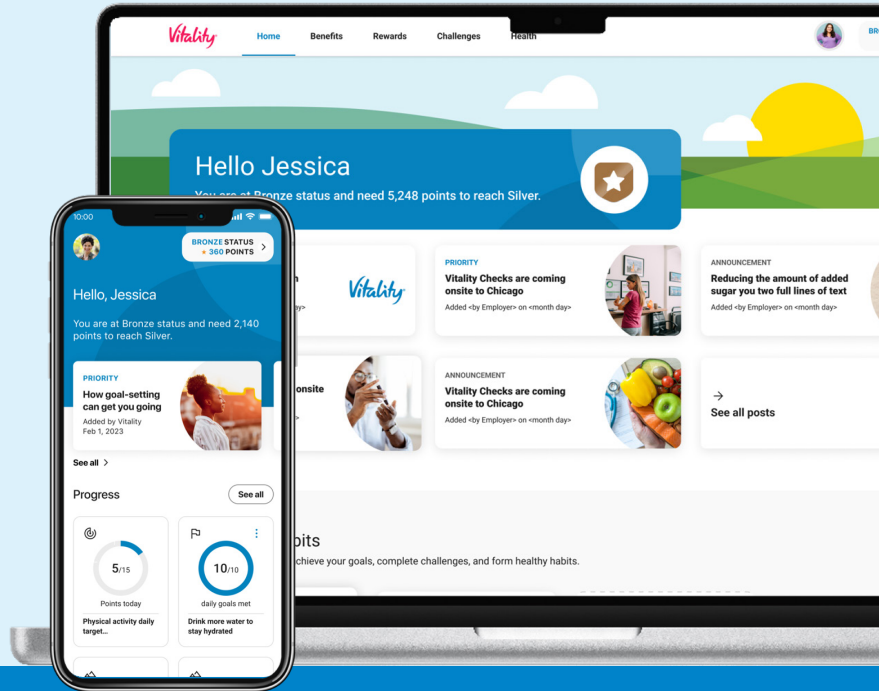 Vitality
Home
Benefits
Rewards
Challenges
Health
Hello Jessica
You are at Bronze status and need 5,248 points to reach Silver.
Vitality
PRIORITY
Vitality Checks are coming
onsite to Chicago
Added <by Employer> on <month day>
ANNOUNCEMENT
Reducing the amount of added
sugar you two full lines of text
Added <by Employer> on <month day>
onsite
ANNOUNCEMENT
Vitality Checks are coming
onsite to Chicago
Added <by Employer> on <month day>
See all posts
chieve your goals, complete challenges, and form healthy habits.
10:00
BRONZE STATUS
360 POINTS
Hello, Jessica
You are at Bronze status and need 2,140
points to reach Silver.
PRIORITY
How goal-setting
can get you going
Added by Vitality
Feb 1, 2023
See all
Progress
See all
5/15
Points today
Physical activity daily
target...
10/10
daily goals met
Drink more water to
stay hydrated